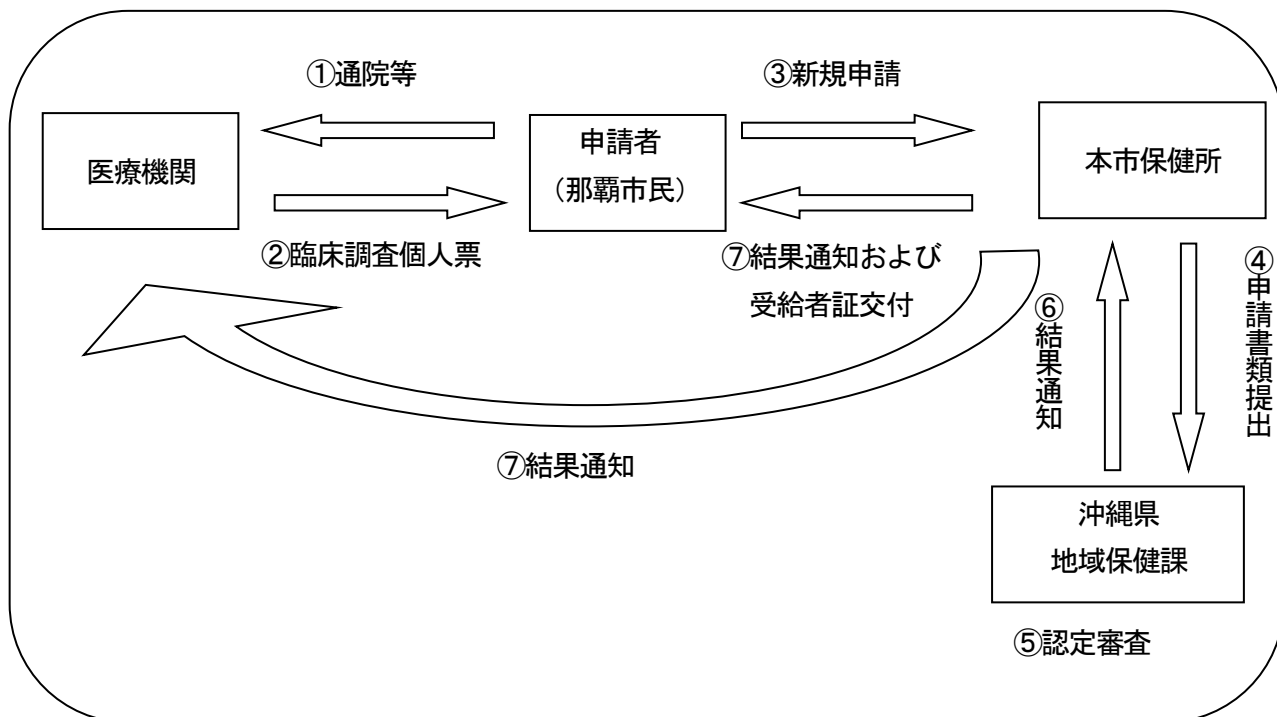 ①通院等
③新規申請
医療機関
申請者
（那覇市民）
本市保健所
②臨床調査個人票
⑦結果通知および
受給者証交付
④申請書類提出
⑥結果通知
⑦結果通知
沖縄県
地域保健課
⑤認定審査